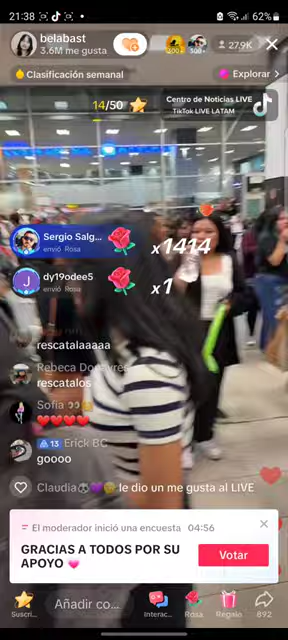 21:38
62%
belabast
3.6M me gusta
400+
300+
27.9K
Clasificación semanal
Explorar >
14/50
Centro de Noticias LIVE
TikTok LIVE LATAM
Sergio Salg...
envió Rosa
x1414
J
dy19odee5
envió Rosa
x1
rescatalaaaaa
rescatalos
Sofia
13 Erick BC
goooo
Claudia le dio un me gusta al LIVE
El moderador inició una encuesta 04:56
GRACIAS A TODOS POR SU
APOYO
Votar
Suscri...
Añadir co...
Interac...
Rosa
Regalo
892